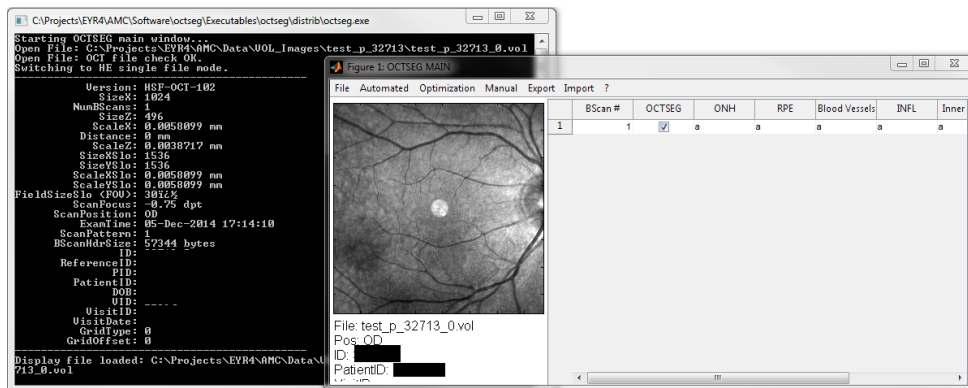 C:\Projects\EYR4\AMC\Software\octseg\Executables\octseg\distrib\octseg.exe
Starting OCTSEG main window...
Open File: C:\Projects\EYR4\AMC\Data\VOL_Images\test_p_32713\test_p_32713_0.vol
Open File: OCT file check OK.
Switching to HE single file mode.
Version: HSF-OCT-102
SizeX: 1024
NumBScans: 1
SizeZ: 496
ScaleX: 0.0058099 mm
Distance: 0 mm
ScaleZ: 0.0038717 mm
SizeXSlo: 1536
SizeYSlo: 1536
ScaleXSlo: 0.0058099 mm
ScaleYSlo: 0.0058099 mm
FieldSizeSlo (FOV): 30ï¿½
ScanFocus: -0.75 dpt
ScanPosition: OD
ExamTime: 05-Dec-2014 17:14:10
ScanPattern: 1
BScanHdrSize: 57344 bytes
ID:
ReferenceID:
PID:
PatientID:
DOB:
VID:
VisitID:
VisitDate:
GridType: 0
GridOffset: 0
Display file loaded: C:\Projects\EYR4\AMC\Data\
713_0.vol
Figure 1: OCTSEG MAIN
File Automated Optimization Manual Export Import ?
BScan # OCTSEG ONH RPE Blood Vessels INFL Inner
1 1 a a a a a
File: test_p_32713_0.vol
Pos: OD
ID:
PatientID: